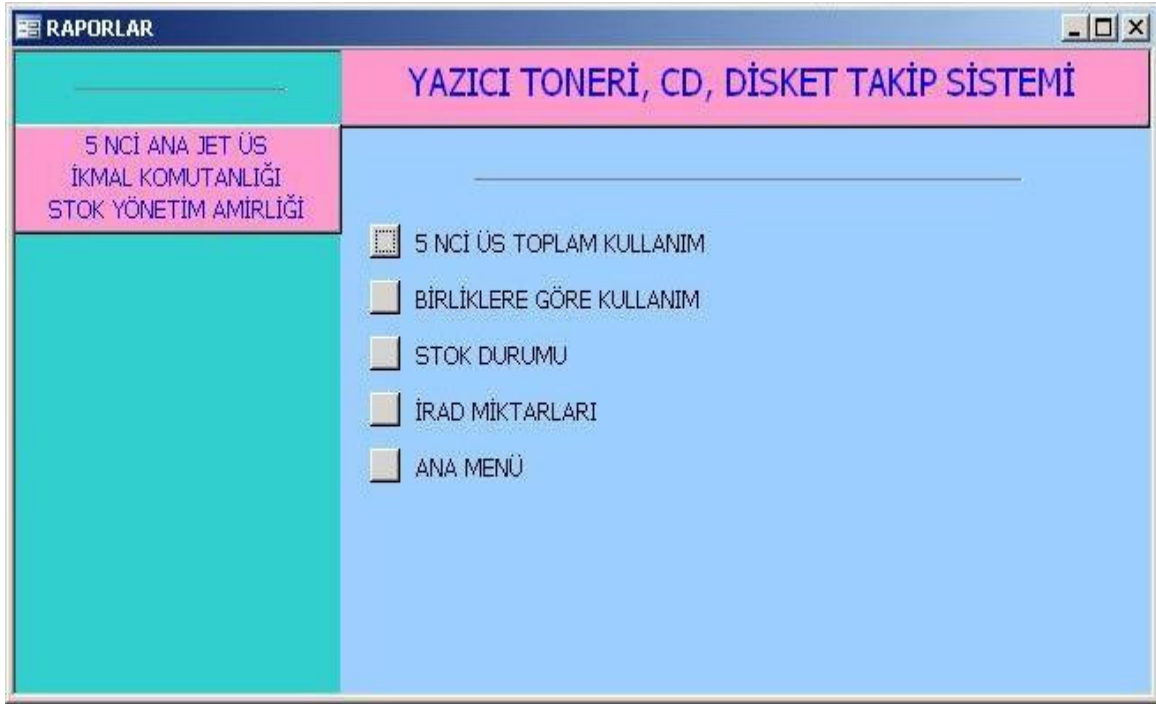 RAPORLAR
YAZICI TONERİ, CD, DİSKET TAKİP SİSTEMİ
5 NCİ ANA JET ÜS
İKMAL KOMUTANLIĞI
STOK YÖNETİM AMİRLİĞİ
5 NCİ ÜS TOPLAM KULLANIM
BİRLİKLERE GÖRE KULLANIM
STOK DURUMU
İRAD MİKTARLARI
ANA MENÜ